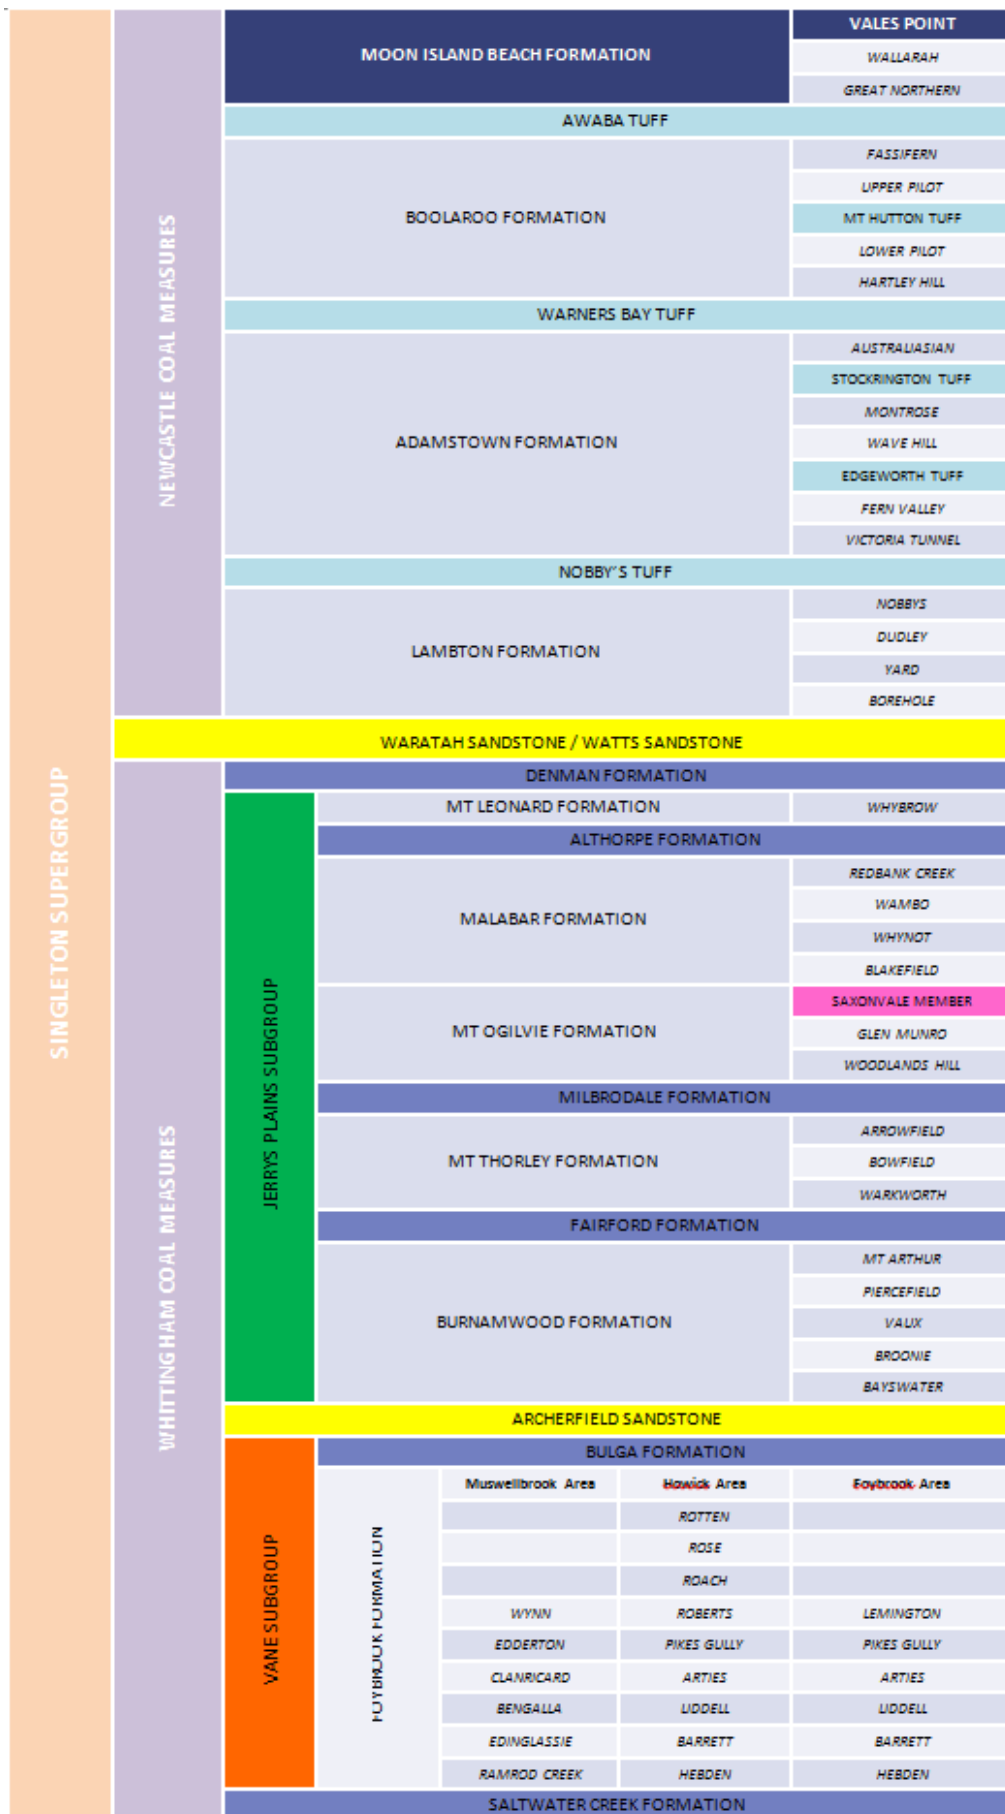 SINGLETON SUPERGROUP
NEWCASTLE COAL MEASURES
MOON ISLAND BEACH FORMATION
VALES POINT
WALLARAH
GREAT NORTHERN
AWABA TUFF
BOOLAROO FORMATION
FASSIFERN
UPPER PILOT
MT HUTTON TUFF
LOWER PILOT
HARTLEY HILL
WARNERS BAY TUFF
ADAMSTOWN FORMATION
AUSTRALIASIAN
STOCKRINGTON TUFF
MONTROSE
WAVE HILL
EDGEWORTH TUFF
FERN VALLEY
VICTORIA TUNNEL
NOBBY'S TUFF
LAMBTON FORMATION
NOBBYS
DUDLEY
YARD
BOREHOLE
WARATAH SANDSTONE / WATTS SANDSTONE
WHITTINGHAM COAL MEASURES
DENMAN FORMATION
JERRYS PLAINS SUBGROUP
MT LEONARD FORMATION
WHYBROW
ALTHORPE FORMATION
MALABAR FORMATION
REDBANK CREEK
WAMBO
WHYNOT
BLAKEFIELD
MT OGILVIE FORMATION
SAXONVALE MEMBER
GLEN MUNRO
WOODLANDS HILL
MILBRODALE FORMATION
MT THORLEY FORMATION
ARROWFIELD
BOWFIELD
WARKWORTH
FAIRFORD FORMATION
BURNAMWOOD FORMATION
MT ARTHUR
PIERCEFIELD
VAUX
BROONIE
BAYSWATER
ARCHERFIELD SANDSTONE
VANE SUBGROUP
BULGA FORMATION
FOYBROOK FORMATION
Muswellbrook Area Howick Area Foybrook Area
ROTTEN
ROSE
ROACH
WYNN ROBERTS LEMINGTON
EDDERTON PIKES GULLY PIKES GULLY
CLANRICARD ARTIES ARTIES
BENGALLA LIDDELL LIDDELL
EDINGLASSIE BARRETT BARRETT
RAMROD CREEK HEBDEN HEBDEN
SALTWATER CREEK FORMATION